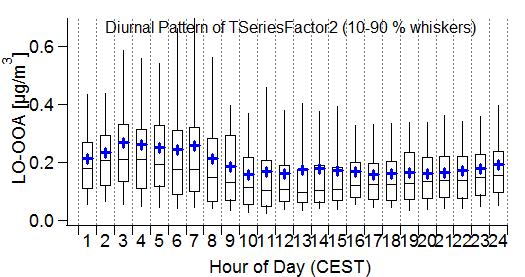 Diurnal Pattern of TSeriesFactor2 (10-90 % whiskers)
LO-OOA [µg/m³]
0.6
0.4
0.2
0.0
1 2 3 4 5 6 7 8 9 10 11 12 13 14 15 16 17 18 19 20 21 22 23 24
Hour of Day (CEST)